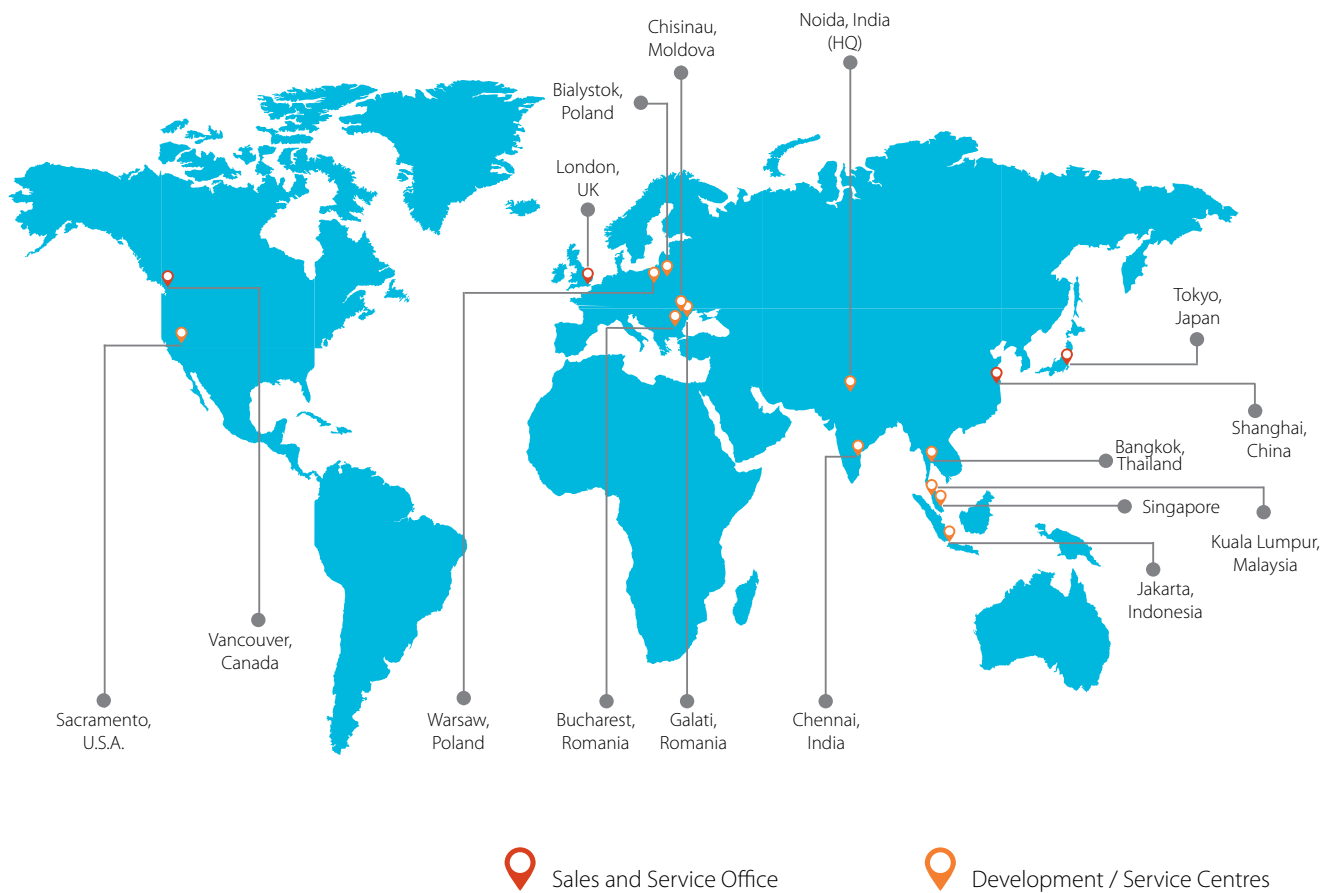 Noida, India
(HQ)
Chisinau,
Moldova
Bialystok,
Poland
London,
UK
Tokyo,
Japan
Shanghai,
China
Bangkok,
Thailand
Singapore
Kuala Lumpur,
Malaysia
Jakarta,
Indonesia
Vancouver,
Canada
Sacramento,
U.S.A.
Warsaw,
Poland
Bucharest,
Romania
Galati,
Romania
Chennai,
India
Sales and Service Office
Development / Service Centres